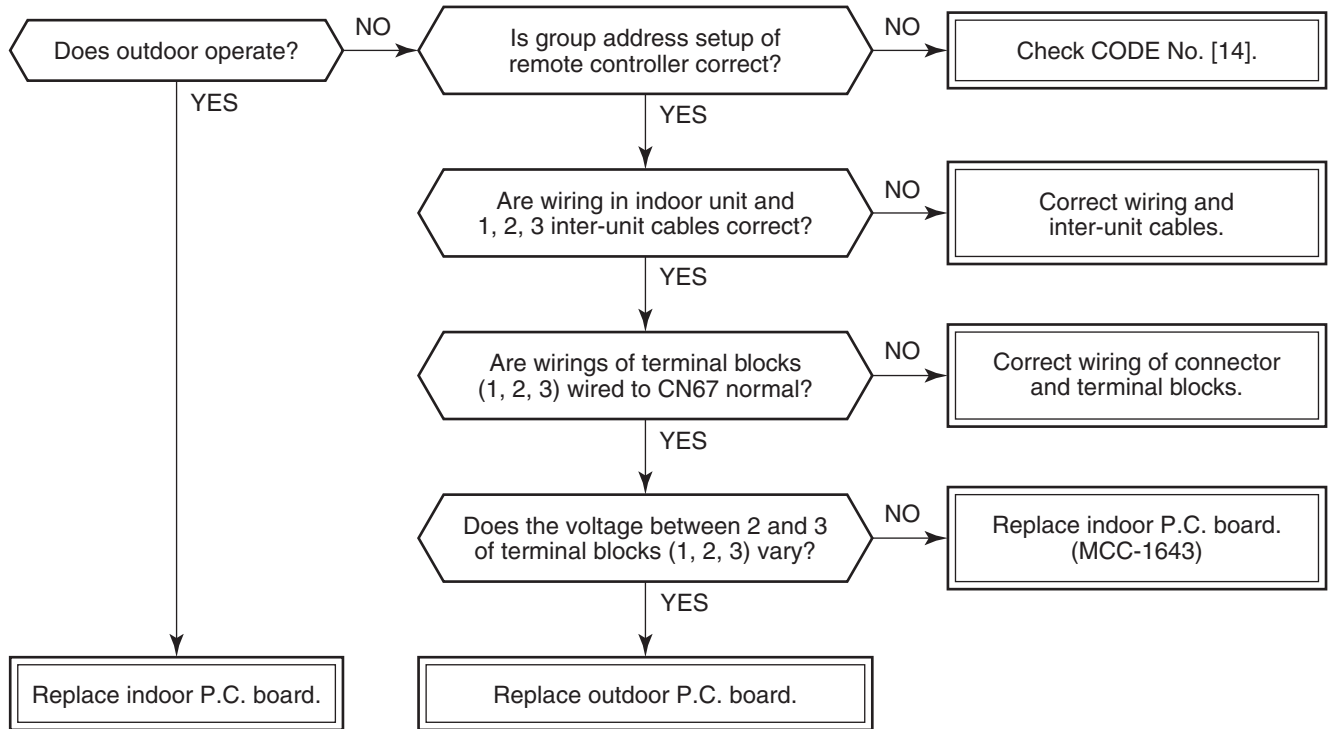 Does outdoor operate?
NO
Is group address setup of
remote controller correct?
NO
Check CODE No. [14].
YES
YES
Are wiring in indoor unit and
1, 2, 3 inter-unit cables correct?
NO
Correct wiring and
inter-unit cables.
YES
Are wirings of terminal blocks
(1, 2, 3) wired to CN67 normal?
NO
Correct wiring of connector
and terminal blocks.
YES
Does the voltage between 2 and 3
of terminal blocks (1, 2, 3) vary?
NO
Replace indoor P.C. board.
(MCC-1643)
YES
Replace indoor P.C. board.
Replace outdoor P.C. board.